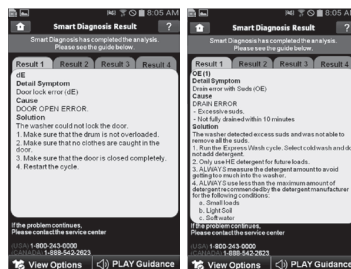 8:05 AM
Smart Diagnosis Result
?
Smart Diagnosis has completed the analysis.
Please see the guide below.
Result 1 Result 2 Result 3 Result 4
dE
Detail Symptom
Door lock error (dE)
Cause
DOOR OPEN ERROR.
Solution
The washer could not lock the door.
1. Make sure that the drum is not overloaded.
2. Make sure that no clothes are caught in the
door.
3. Make sure that the door is closed completely.
4. Restart the cycle.
If the problem continues,
Please contact the service center
(USA) 1-800-243-0000
(CANADA) 1-888-542-2623
View Options PLAY Guidance
8:05 AM
Smart Diagnosis Result
?
Smart Diagnosis has completed the analysis.
Please see the guide below.
Result 1 Result 2 Result 3 Result 4
OE (1)
Detail Symptom
Drain error with Suds (OE)
Cause
DRAIN ERROR
- Excessive suds.
- Not fully drained within 10 minutes
Solution
The washer detected excess suds and was not able to
remove all the suds.
1. Run the Express Wash cycle. Select cold wash and do
not add detergent.
2. Only use HE detergent for future loads.
3. ALWAYS measure the detergent amount to avoid
getting too much into the washer.
4. ALWAYS use less than the maximum amount of
detergent recommended by the detergent manufacturer
for the following conditions:
a. Small loads
b. Light Soil
c. Soft water
If the problem continues,
Please contact the service center
(USA) 1-800-243-0000
(CANADA) 1-888-542-2623
View Options PLAY Guidance